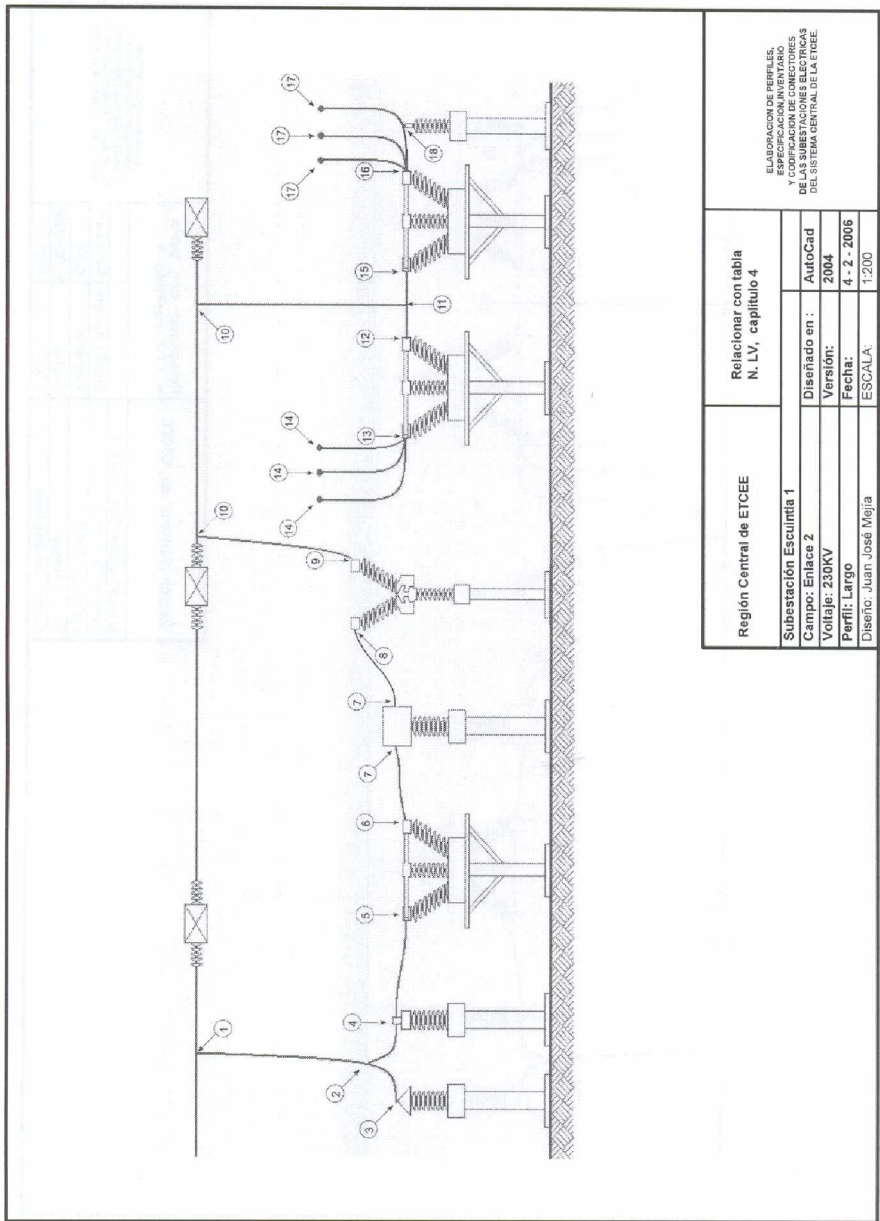 1
2
3
4
5
6
7
7
8
9
10
10
11
12
13
14
14
14
15
16
17
17
17
18
Región Central de ETCEE
Relacionar con tabla
N. LV, caplitulo 4
ELABORACION DE PERFILES,
ESPECIFICACION,INVENTARIO
Y CODIFICACION DE CONECTORES
DE LAS SUBESTACIONES ELECTRICAS
DEL SISTEMA CENTRAL DE LA ETCEE.
Subestación Escuintla 1
Campo: Enlace 2
Diseñado en : AutoCad
Voltaje: 230KV
Versión: 2004
Perfil: Largo
Fecha: 4 - 2 - 2006
Diseño: Juan José Mejía
ESCALA: 1:200